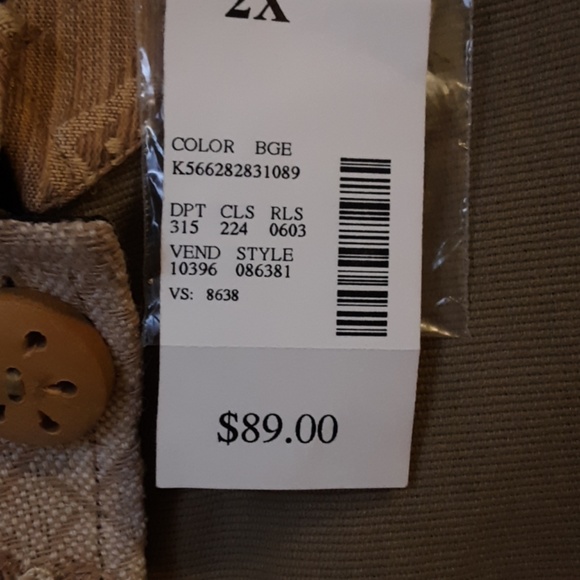 2X
COLOR BGE
K566282831089
DPT CLS RLS
315 224 0603
VEND STYLE
10396 086381
VS: 8638
$89.00